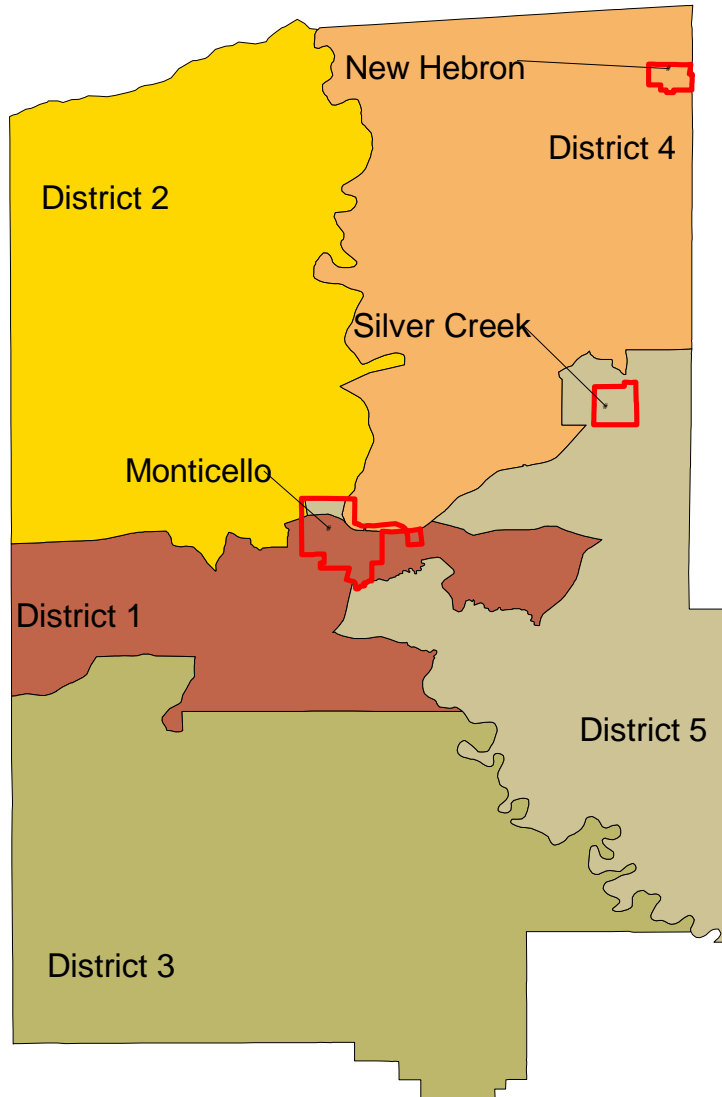 New Hebron
District 4
District 2
Silver Creek
Monticello
District 1
District 5
District 3